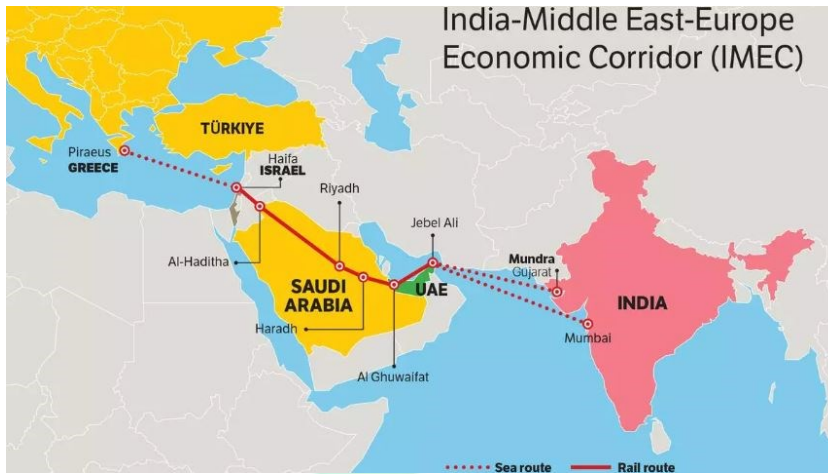 India-Middle East-Europe
Economic Corridor (IMEC)
TÜRKIYE
Piraeus
GREECE
Haifa
ISRAEL
Riyadh
Jebel Ali
Al-Haditha
Mundra
Gujarat
SAUDI
ARABIA
UAE
INDIA
Haradh
Mumbai
Al Ghuwaifat
Sea route
Rail route